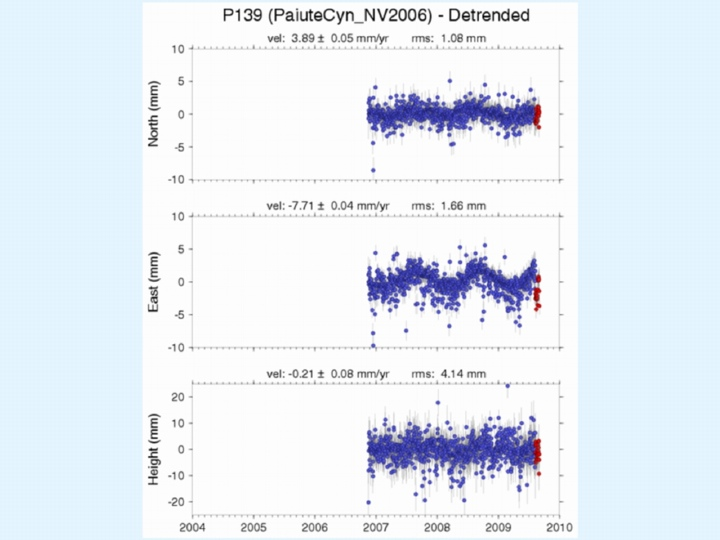 P139 (PaiuteCyn_NV2006) - Detrended
vel: 3.89 ± 0.05 mm/yr rms: 1.08 mm
10
5
0
-5
-10
North (mm)
vel: -7.71 ± 0.04 mm/yr rms: 1.66 mm
10
5
0
-5
-10
East (mm)
vel: -0.21 ± 0.08 mm/yr rms: 4.14 mm
20
10
0
-10
-20
Height (mm)
2004 2005 2006 2007 2008 2009 2010